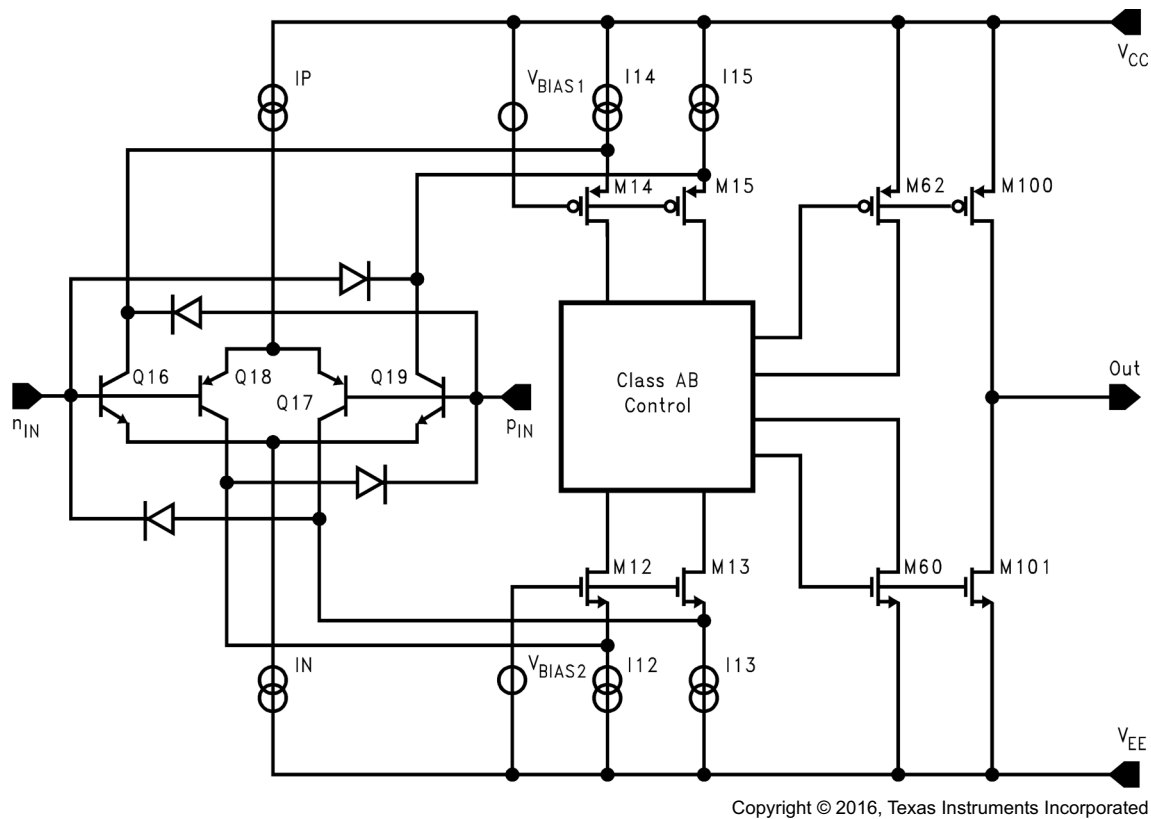 IP
V_BIAS1
I14
I15
V_CC
M14
M15
M62
M100
Q16
Q18
Q17
Q19
n_IN
p_IN
Class AB
Control
Out
M12
M13
M60
M101
IN
V_BIAS2
I12
I13
V_EE
Copyright © 2016, Texas Instruments Incorporated